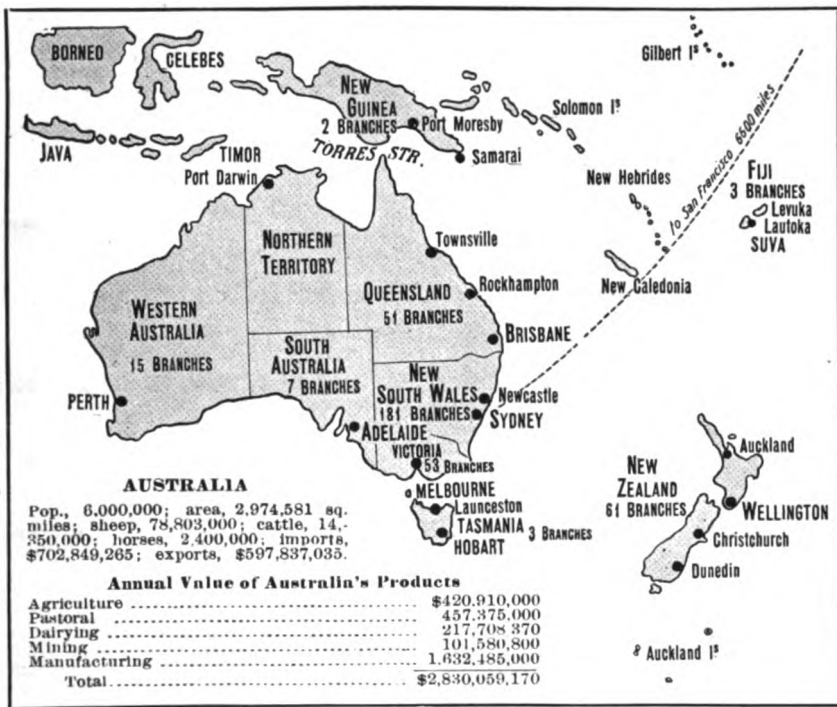 BORNEO
CELEBES
JAVA
TIMOR
Port Darwin
NEW
GUINEA
2 BRANCHES
Port Moresby
TORRES STR.
Samarai
Solomon Is
Gilbert Is
New Hebrides
To San Francisco 6600 miles
FIJI
3 BRANCHES
Levuka
Lautoka
SUVA
New Caledonia
NORTHERN
TERRITORY
Townsville
QUEENSLAND
51 BRANCHES
Rockhampton
BRISBANE
WESTERN
AUSTRALIA
15 BRANCHES
PERTH
SOUTH
AUSTRALIA
7 BRANCHES
ADELAIDE
NEW
SOUTH WALES
181 BRANCHES
Newcastle
SYDNEY
VICTORIA
53 BRANCHES
MELBOURNE
Launceston
TASMANIA
3 BRANCHES
HOBART
NEW
ZEALAND
61 BRANCHES
Auckland
WELLINGTON
Christchurch
Dunedin
Auckland Is
AUSTRALIA
Pop., 6,000,000; area, 2,974,581 sq.
miles; sheep, 78,803,000; cattle, 14,-
350,000; horses, 2,400,000; imports,
$702,849,265; exports, $597,837,035.
Annual Value of Australia's Products
Agriculture $420.910,000
Pastoral 457.375.000
Dairying 217,708 370
Mining 101,580,800
Manufacturing 1.632,485,000
Total $2,830,059,170